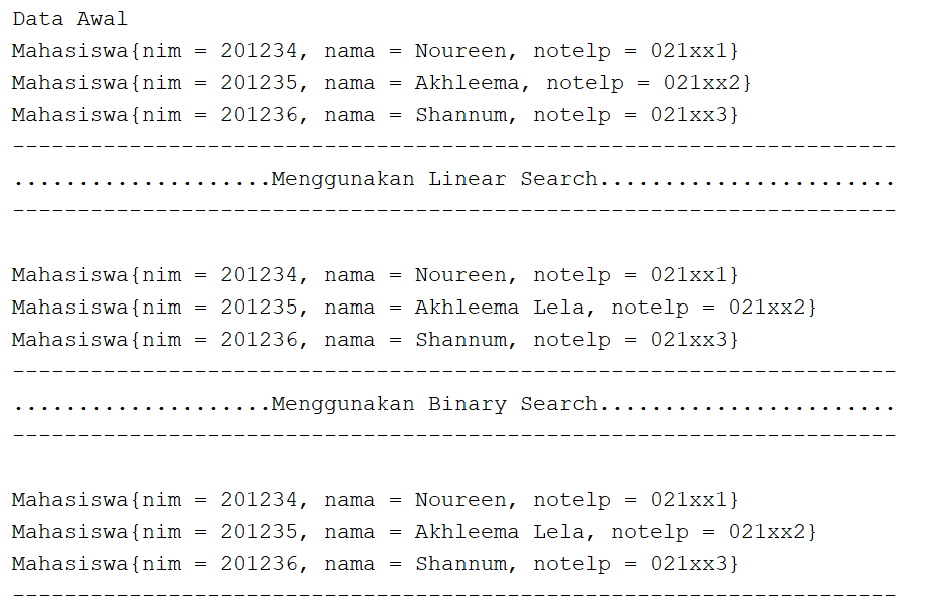 Data Awal
Mahasiswa{nim = 201234, nama = Noureen, notelp = 021xx1}
Mahasiswa{nim = 201235, nama = Akhleema, notelp = 021xx2}
Mahasiswa{nim = 201236, nama = Shannum, notelp = 021xx3}
--------------------------------------------------------------------
....................Menggunakan Linear Search.......................
--------------------------------------------------------------------
Mahasiswa{nim = 201234, nama = Noureen, notelp = 021xx1}
Mahasiswa{nim = 201235, nama = Akhleema Lela, notelp = 021xx2}
Mahasiswa{nim = 201236, nama = Shannum, notelp = 021xx3}
--------------------------------------------------------------------
....................Menggunakan Binary Search.......................
--------------------------------------------------------------------
Mahasiswa{nim = 201234, nama = Noureen, notelp = 021xx1}
Mahasiswa{nim = 201235, nama = Akhleema Lela, notelp = 021xx2}
Mahasiswa{nim = 201236, nama = Shannum, notelp = 021xx3}
--------------------------------------------------------------------